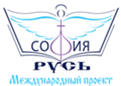 СОФИЯ
РУСЬ
Международный проект